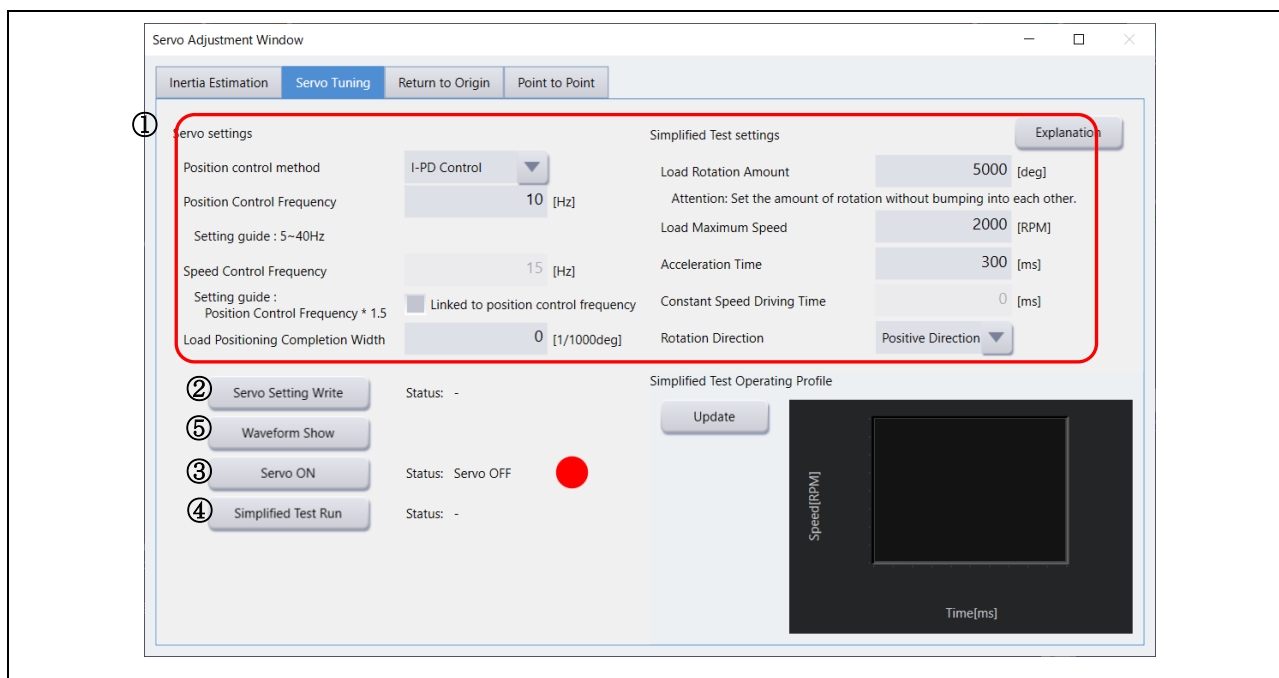 Servo Adjustment Window
Inertia Estimation Servo Tuning Return to Origin Point to Point
①
Servo settings
Position control method I-PD Control
Position Control Frequency 10 [Hz]
Setting guide : 5~40Hz
Speed Control Frequency 15 [Hz]
Setting guide :
Position Control Frequency * 1.5
Linked to position control frequency
Load Positioning Completion Width 0 [1/1000deg]
Simplified Test settings
Explanation
Load Rotation Amount 5000 [deg]
Attention: Set the amount of rotation without bumping into each other.
Load Maximum Speed 2000 [RPM]
Acceleration Time 300 [ms]
Constant Speed Driving Time 0 [ms]
Rotation Direction Positive Direction
② Servo Setting Write Status: -
⑤ Waveform Show
③ Servo ON Status: Servo OFF
④ Simplified Test Run Status: -
Simplified Test Operating Profile
Update
Speed[RPM]
Time[ms]